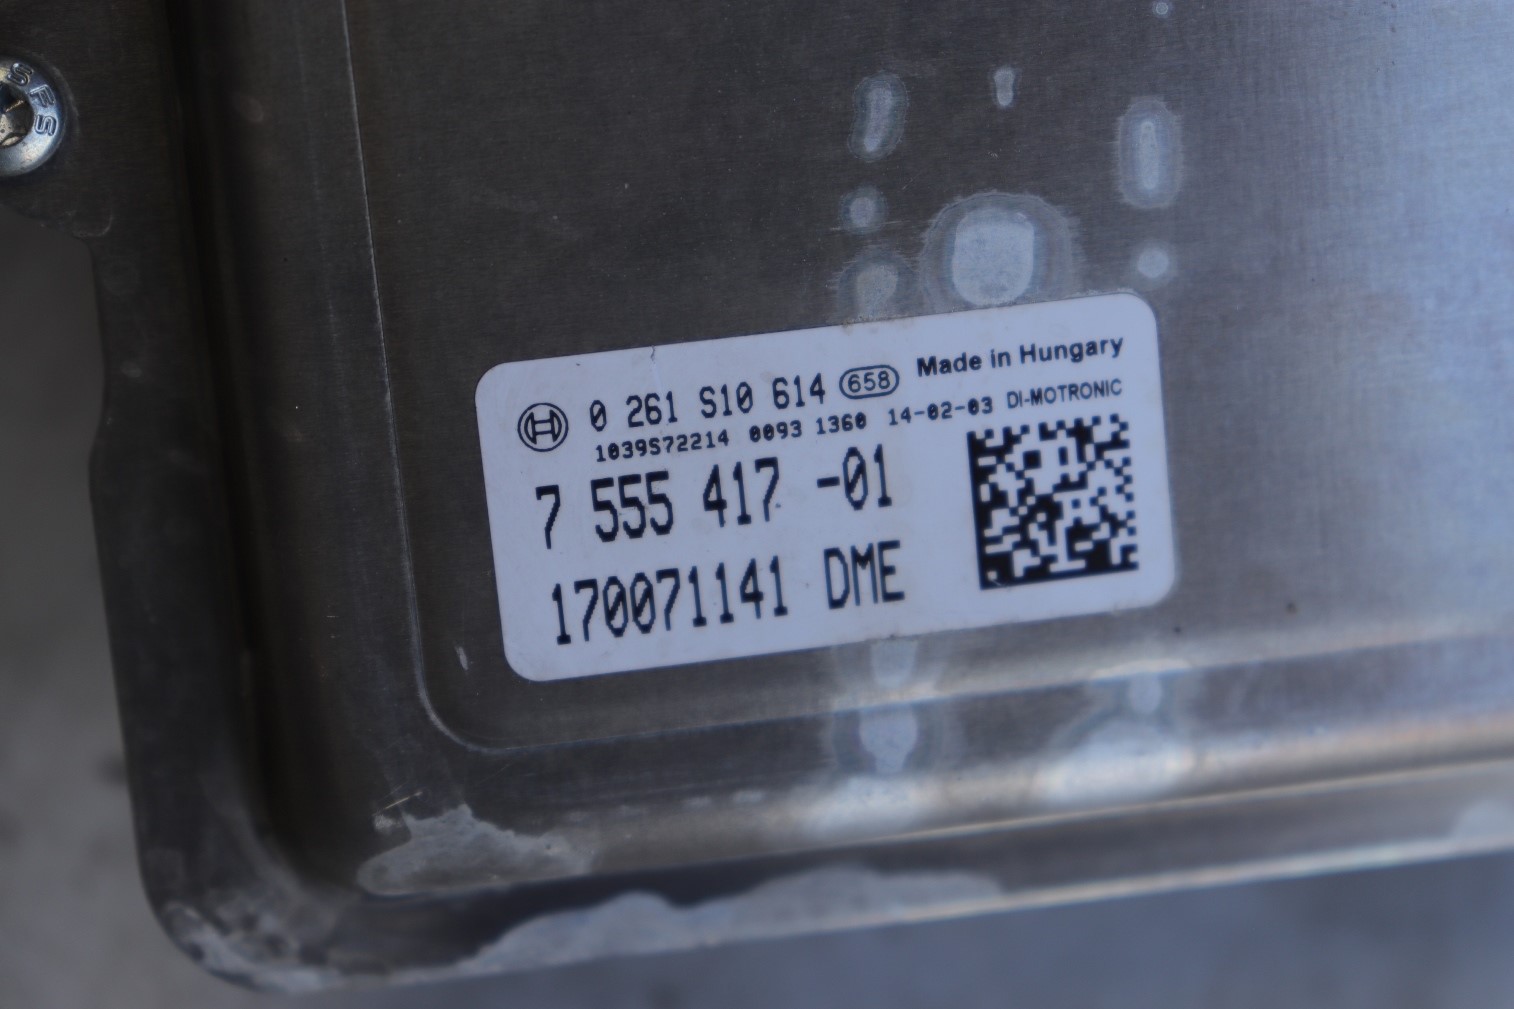 SFS
0 261 S10 614 658 Made in Hungary
1039S72214 0093 1360 14-02-03 DI-MOTRONIC
7 555 417 -01
170071141 DME